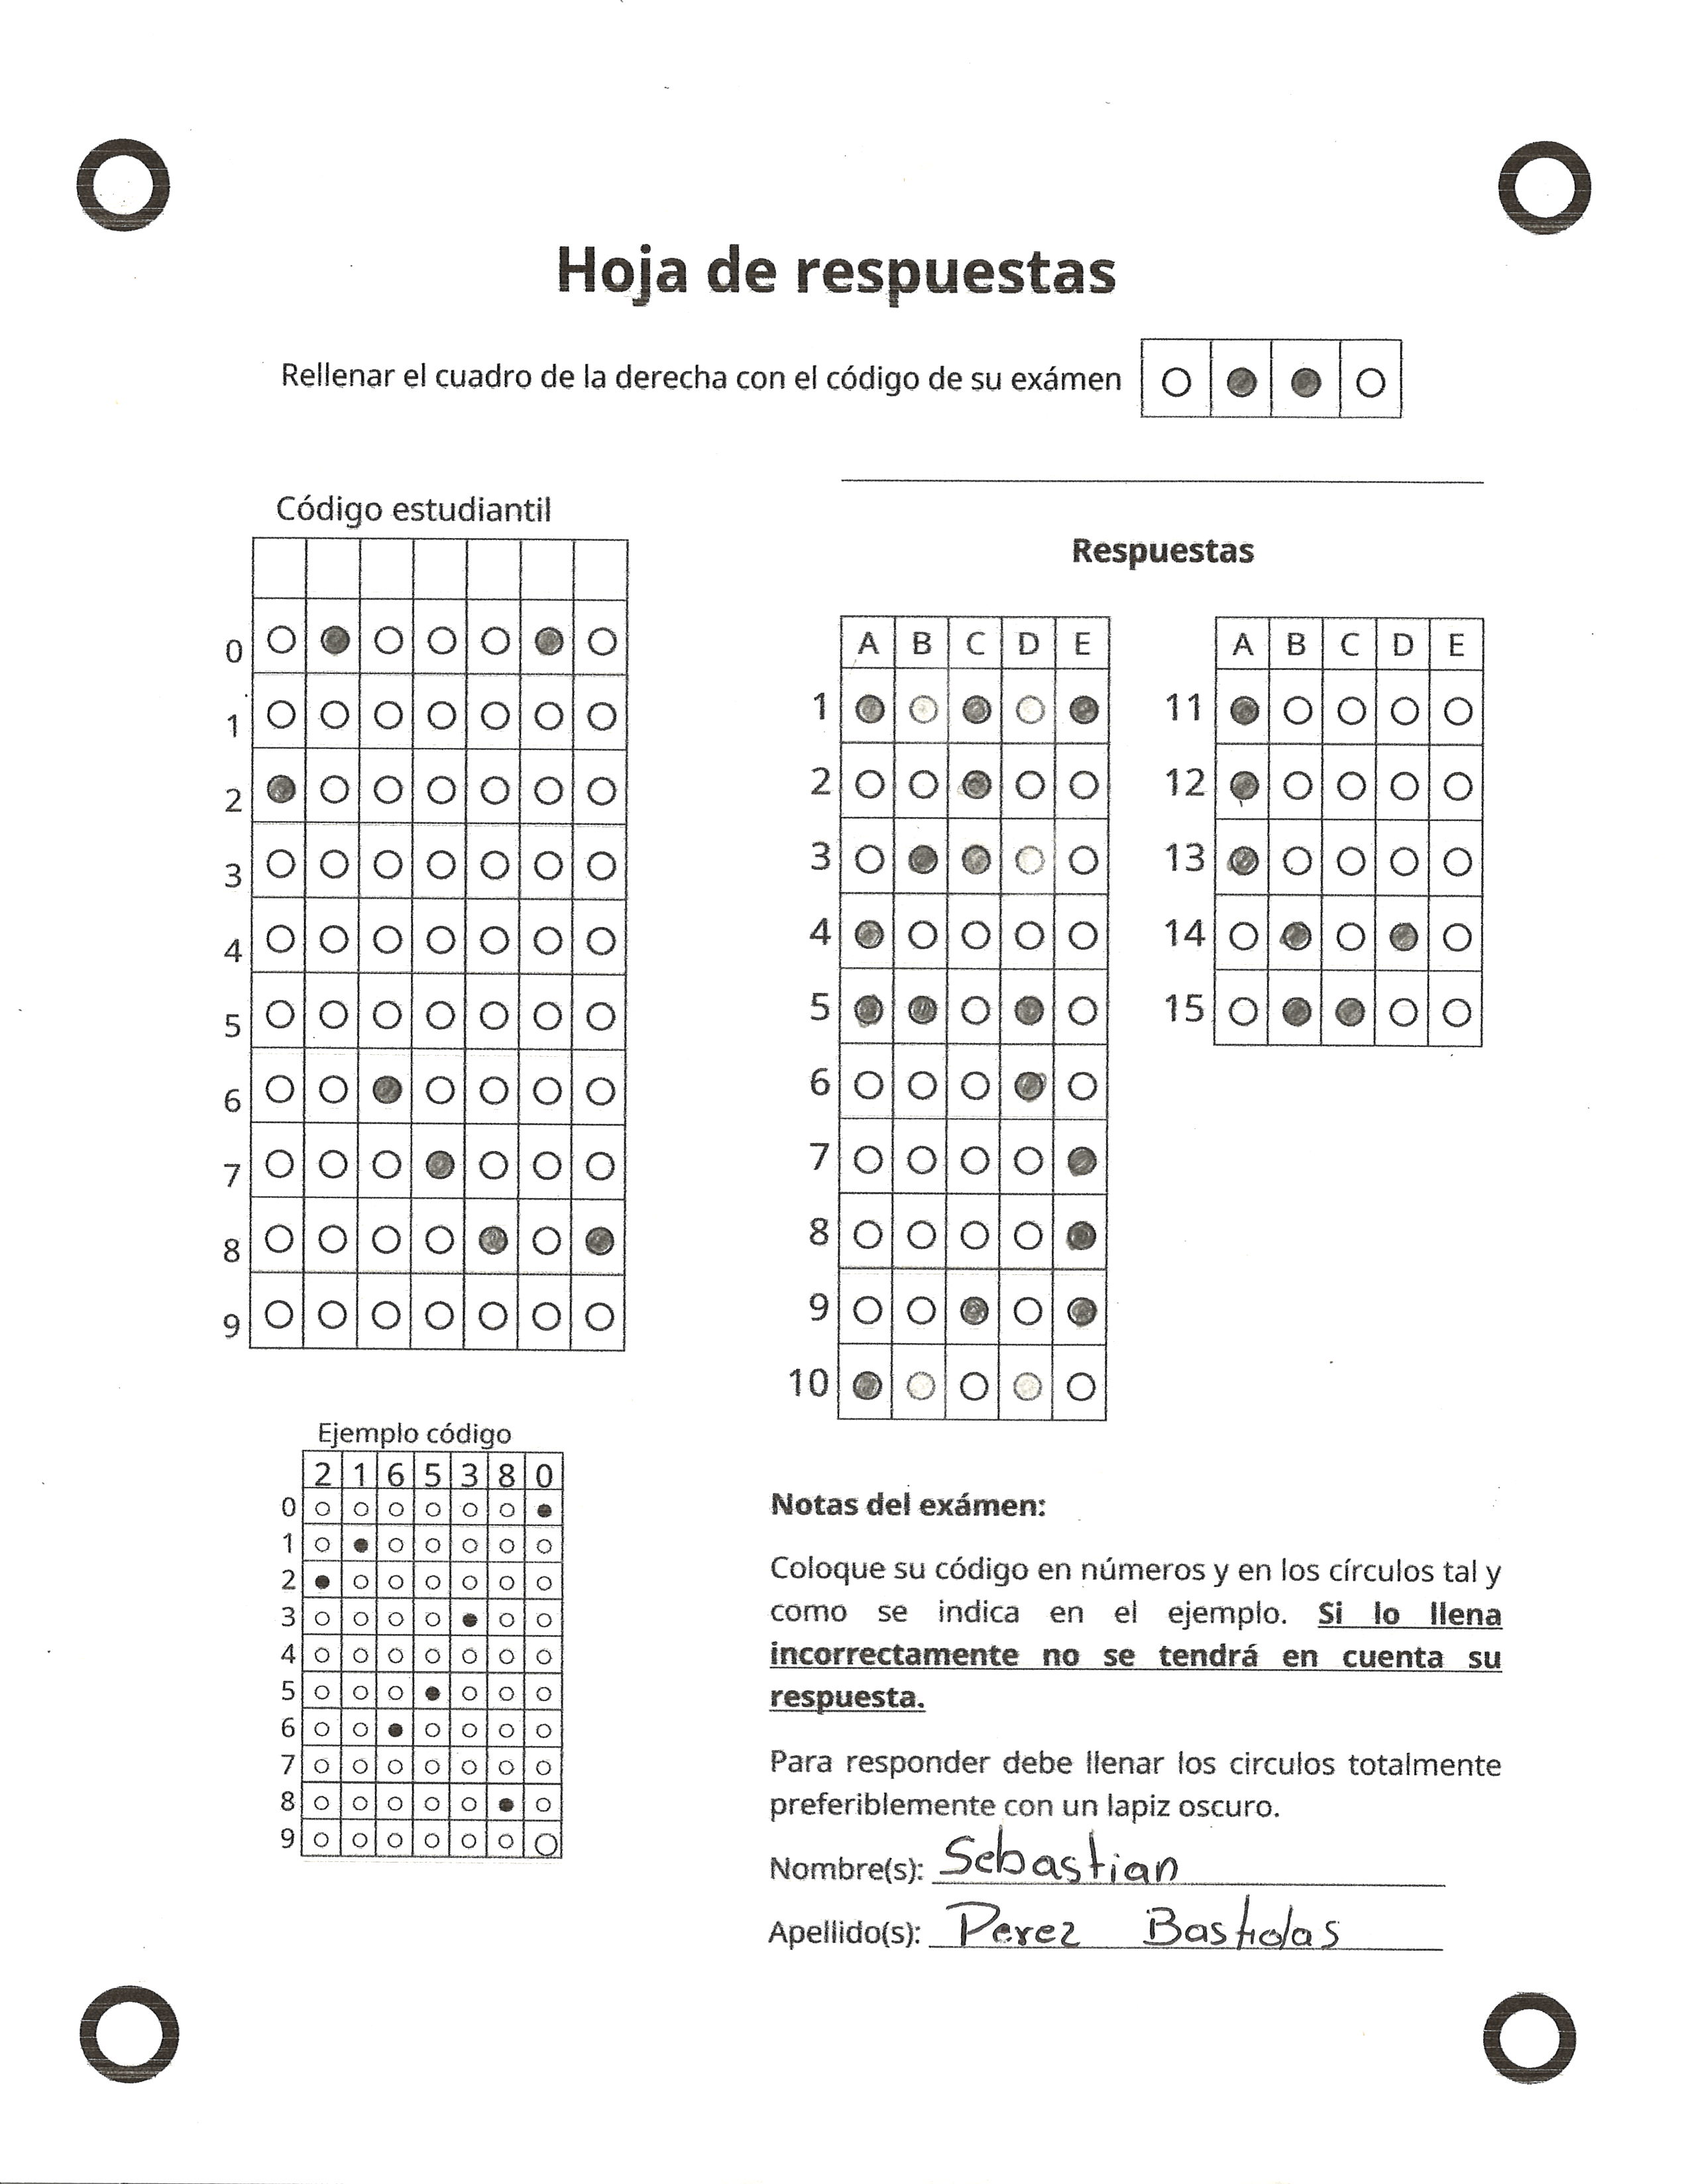 Hoja de respuestas
Rellenar el cuadro de la derecha con el código de su exámen
Código estudiantil
0
1
2
3
4
5
6
7
8
9
Respuestas
A B C D E
1
2
3
4
5
6
7
8
9
10
A B C D E
11
12
13
14
15
Ejemplo código
2 1 6 5 3 8 0
0
1
2
3
4
5
6
7
8
9
Notas del exámen:
Coloque su código en números y en los círculos tal y
como se indica en el ejemplo. Si lo llena
incorrectamente no se tendrá en cuenta su
respuesta.
Para responder debe llenar los circulos totalmente
preferiblemente con un lapiz oscuro.
Nombre(s): Sebastian
Apellido(s): Perez Bastidas